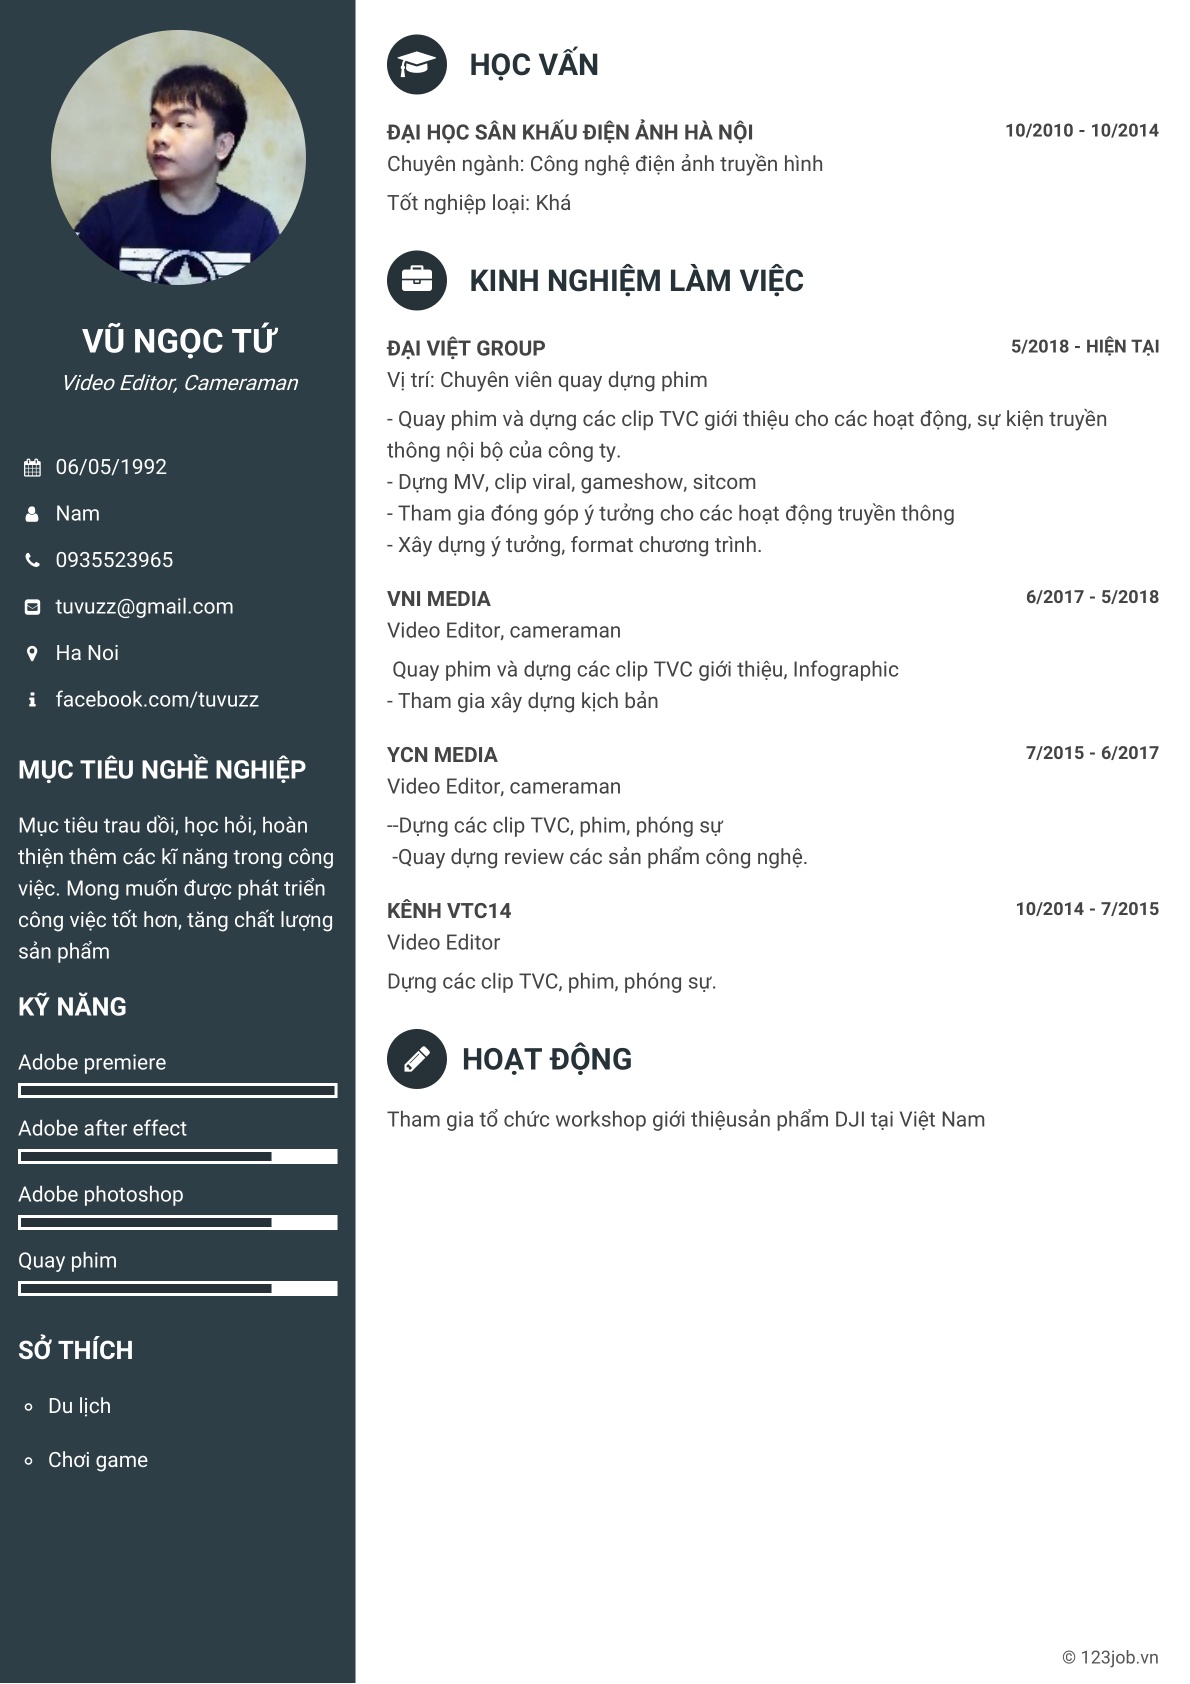 VŨ NGỌC TỨ
Video Editor, Cameraman
06/05/1992
Nam
0935523965
tuvuzz@gmail.com
Ha Noi
facebook.com/tuvuzz
MỤC TIÊU NGHỀ NGHIỆP
Mục tiêu trau dồi, học hỏi, hoàn
thiện thêm các kĩ năng trong công
việc. Mong muốn được phát triển
công việc tốt hơn, tăng chất lượng
sản phẩm
KỸ NĂNG
Adobe premiere
Adobe after effect
Adobe photoshop
Quay phim
SỞ THÍCH
Du lịch
Chơi game
HỌC VẤN
ĐẠI HỌC SÂN KHẤU ĐIỆN ẢNH HÀ NỘI 10/2010 - 10/2014
Chuyên ngành: Công nghệ điện ảnh truyền hình
Tốt nghiệp loại: Khá
KINH NGHIỆM LÀM VIỆC
ĐẠI VIỆT GROUP 5/2018 - HIỆN TẠI
Vị trí: Chuyên viên quay dựng phim
- Quay phim và dựng các clip TVC giới thiệu cho các hoạt động, sự kiện truyền
thông nội bộ của công ty.
- Dựng MV, clip viral, gameshow, sitcom
- Tham gia đóng góp ý tưởng cho các hoạt động truyền thông
- Xây dựng ý tưởng, format chương trình.
VNI MEDIA 6/2017 - 5/2018
Video Editor, cameraman
Quay phim và dựng các clip TVC giới thiệu, Infographic
- Tham gia xây dựng kịch bản
YCN MEDIA 7/2015 - 6/2017
Video Editor, cameraman
--Dựng các clip TVC, phim, phóng sự
-Quay dựng review các sản phẩm công nghệ.
KÊNH VTC14 10/2014 - 7/2015
Video Editor
Dựng các clip TVC, phim, phóng sự.
HOẠT ĐỘNG
Tham gia tổ chức workshop giới thiệusản phẩm DJI tại Việt Nam
© 123job.vn